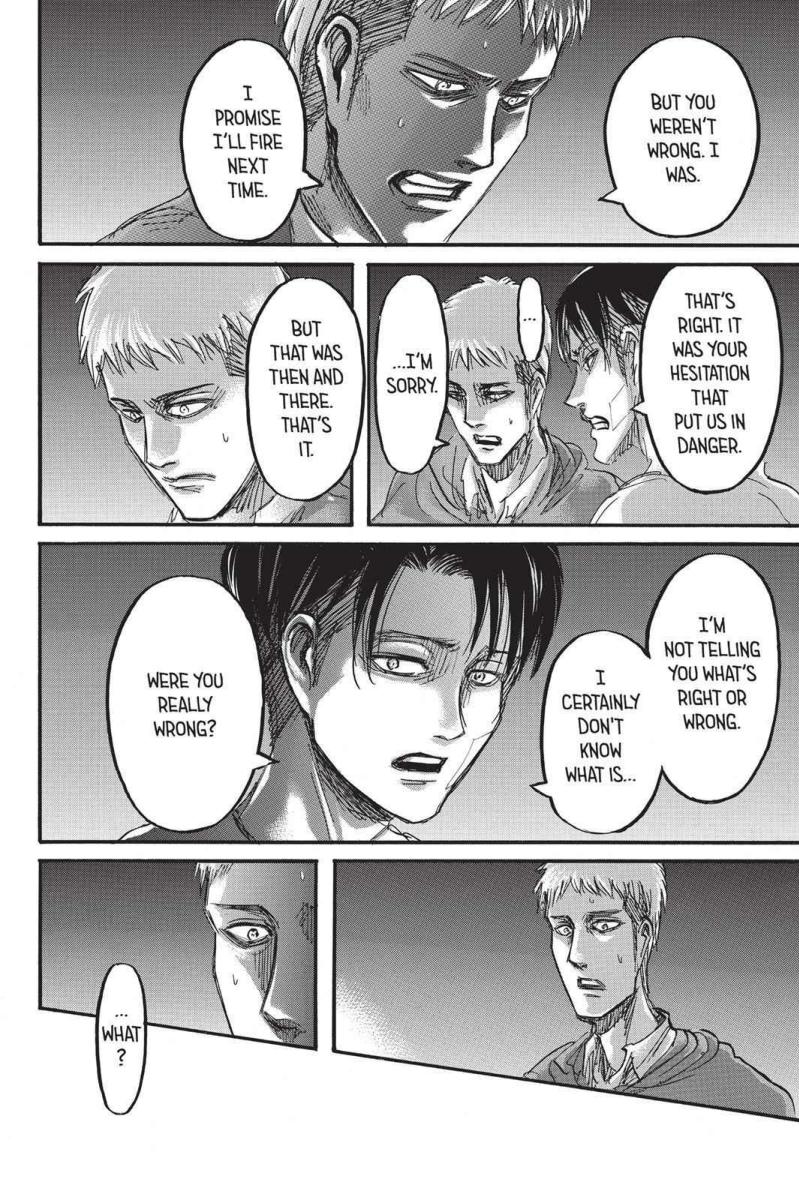 BUT YOU
WEREN'T
WRONG. I
WAS.
I
PROMISE
I'LL FIRE
NEXT
TIME.
THAT'S
RIGHT. IT
WAS YOUR
HESITATION
THAT
PUT US IN
DANGER.
...
...I'M
SORRY.
BUT
THAT WAS
THEN AND
THERE.
THAT'S
IT.
I'M
NOT TELLING
YOU WHAT'S
RIGHT OR
WRONG.
I
CERTAINLY
DON'T
KNOW
WHAT IS...
WERE YOU
REALLY
WRONG?
...
WHAT
?